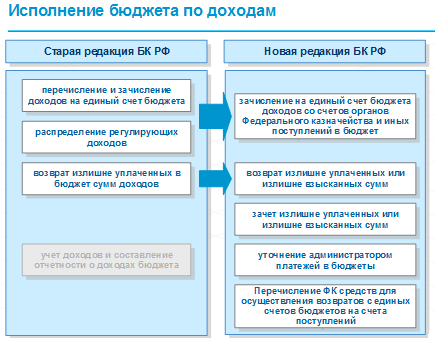 Исполнение бюджета по доходам
Старая редакция БК РФ
перечисление и зачисление
доходов на единый счет бюджета
распределение регулирующих
доходов
возврат излишне уплаченных в
бюджет сумм доходов
учет доходов и составление
отчетности о доходах бюджета
Новая редакция БК РФ
зачисление на единый счет бюджета
доходов со счетов органов
Федерального казначейства и иных
поступлений в бюджет
возврат излишне уплаченных или
излишне взысканных сумм
зачет излишне уплаченных или
излишне взысканных сумм
уточнение администратором
платежей в бюджеты
Перечисление ФК средств для
осуществления возвратов с единых
счетов бюджетов на счета
поступлений